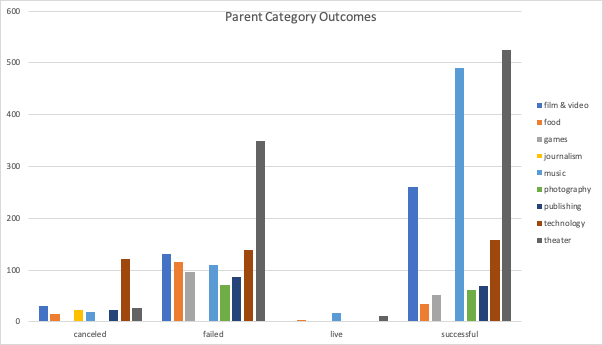 Parent Category Outcomes
600
500
400
300
200
100
0
canceled failed live successful
film & video
food
games
journalism
music
photography
publishing
technology
theater